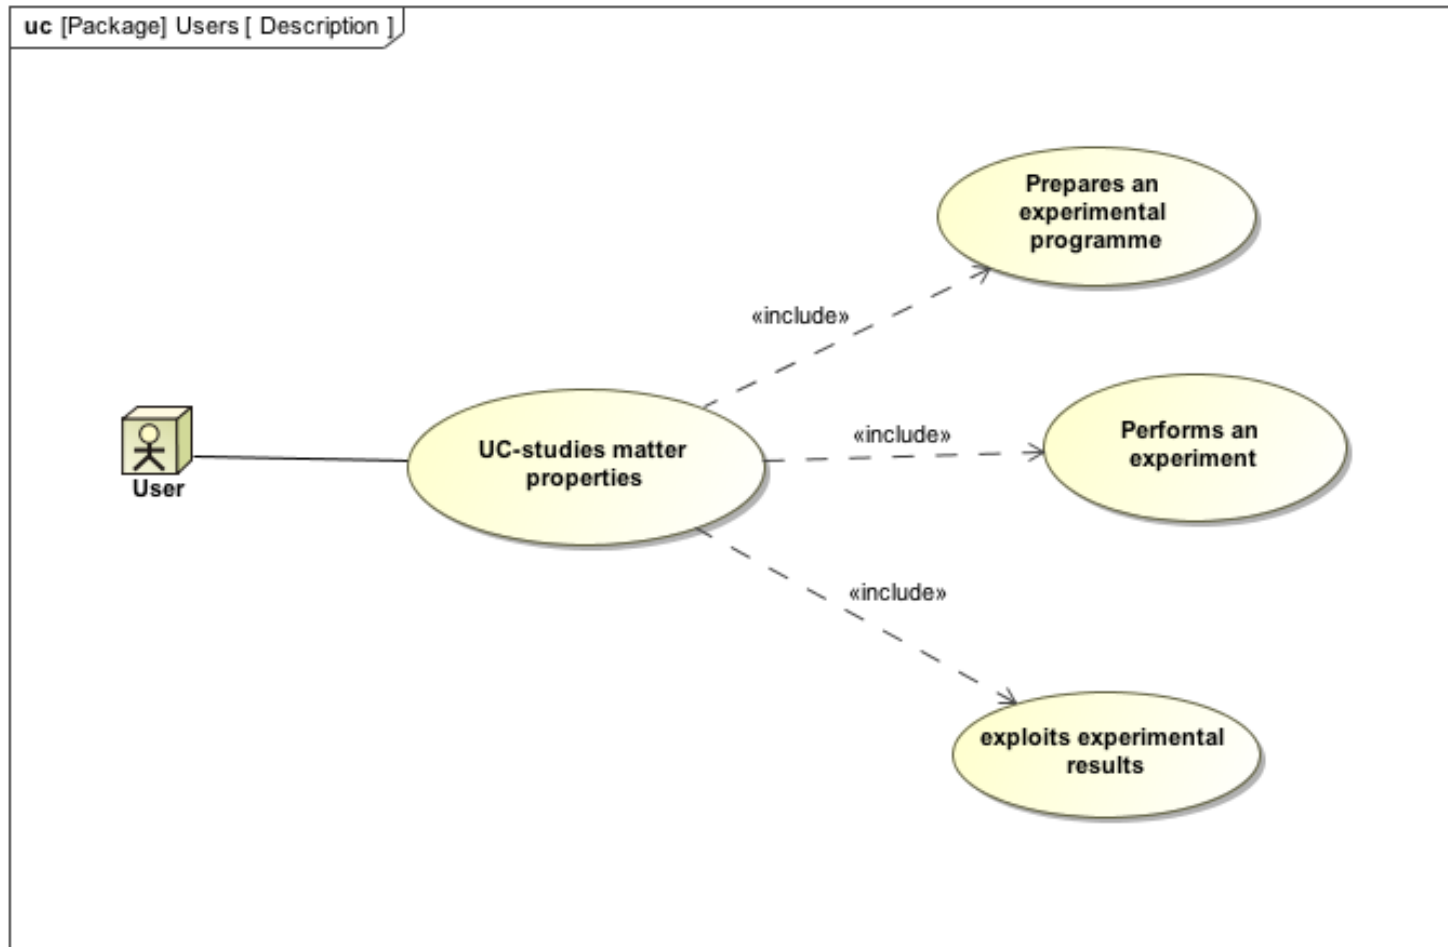 uc [Package] Users [ Description ]
Prepares an
experimental
programme
«include»
Performs an
experiment
«include»
UC-studies matter
properties
User
«include»
exploits experimental
results